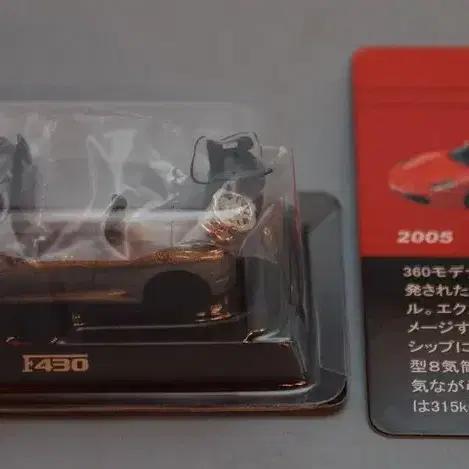 F430
2005
360モデ
発された
ル。エク
メージす
シップに
型8気筒
気なが
は315k